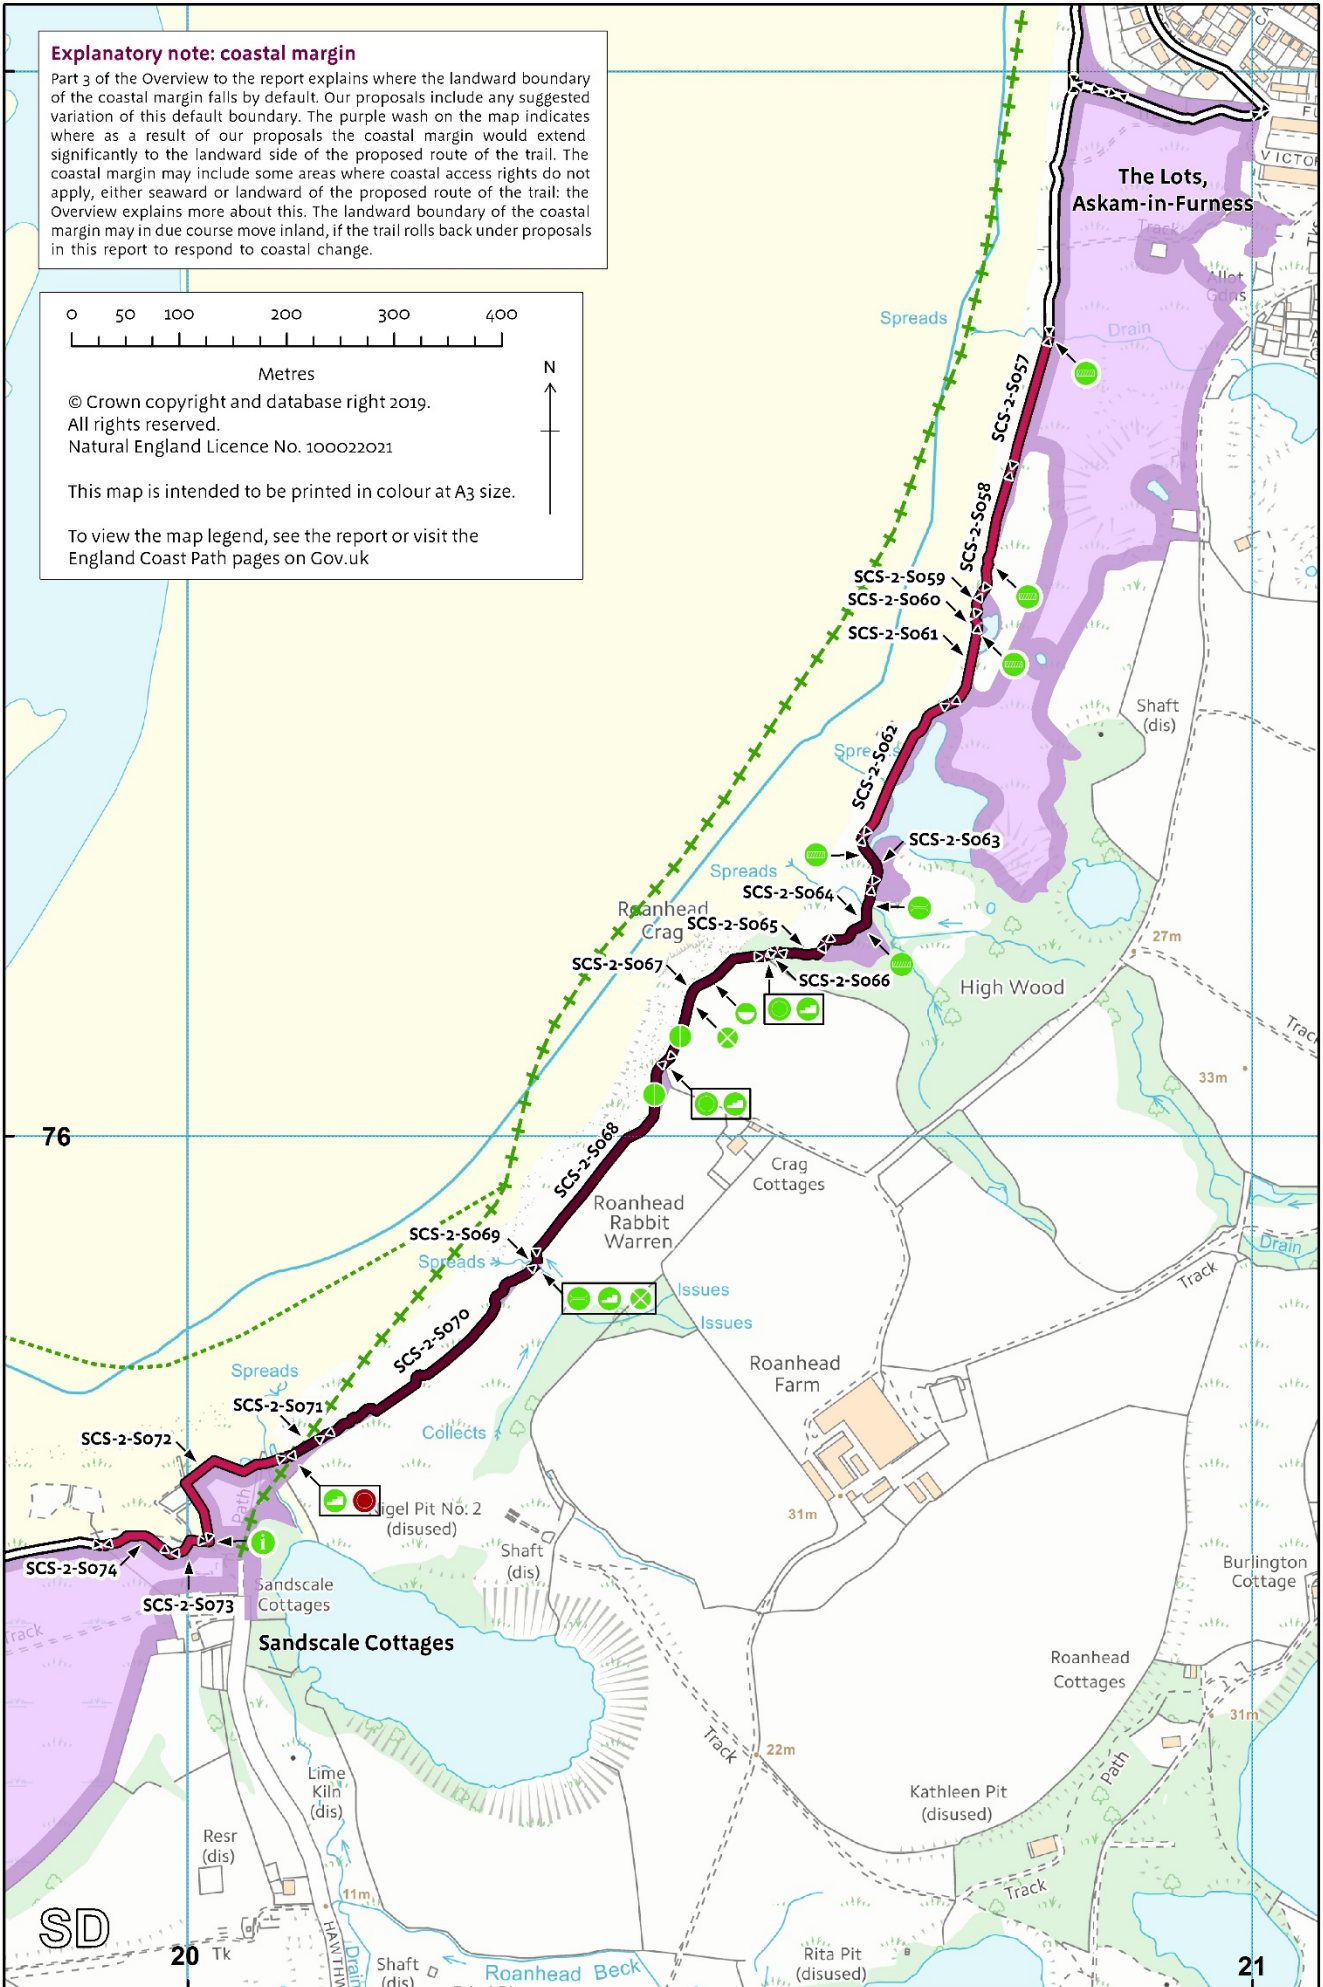 Explanatory note: coastal margin
Part 3 of the Overview to the report explains where the landward boundary
of the coastal margin falls by default. Our proposals include any suggested
variation of this default boundary. The purple wash on the map indicates
where as a result of our proposals the coastal margin would extend
significantly to the landward side of the proposed route of the trail. The
coastal margin may include some areas where coastal access rights do not
apply, either seaward or landward of the proposed route of the trail: the
Overview explains more about this. The landward boundary of the coastal
margin may in due course move inland, if the trail rolls back under proposals
in this report to respond to coastal change.
0 50 100 200 300 400
Metres
N
© Crown copyright and database right 2019.
All rights reserved.
Natural England Licence No. 100022021
This map is intended to be printed in colour at A3 size.
To view the map legend, see the report or visit the
England Coast Path pages on Gov.uk
The Lots,
Askam-in-Furness
Track
Allot
Gdns
Spreads
Drain
SCS-2-S057
SCS-2-S058
SCS-2-S059
SCS-2-S060
SCS-2-S061
Shaft
(dis)
SCS-2-S062
SCS-2-S063
Spreads
SCS-2-S064
Roanhead
Crag
SCS-2-S065
SCS-2-S067
SCS-2-S066
High Wood
27m
33m
76
SCS-2-S068
Crag
Cottages
Roanhead
Rabbit
Warren
SCS-2-S069
Spreads
Drain
Track
Issues
Issues
SCS-2-S070
Roanhead
Farm
Spreads
SCS-2-S071
Collects
SCS-2-S072
31m
Nigel Pit No. 2
(disused)
Path
Shaft
(dis)
SCS-2-S074
SCS-2-S073
Sandscale
Cottages
Burlington
Cottage
Track
Sandscale Cottages
Roanhead
Cottages
31m
Track
22m
Path
Lime
Kiln
(dis)
Kathleen Pit
(disused)
Resr
(dis)
Track
11m
SD
20
Tk
Drain
Shaft
(dis)
Roanhead Beck
Rita Pit
(disused)
21